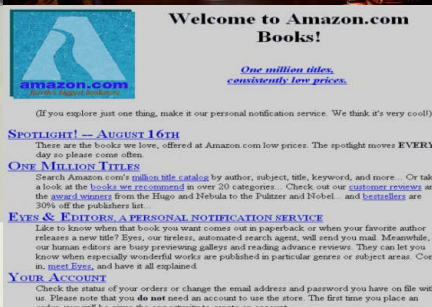 Welcome to Amazon.com
Books!
amazon.com
Earth's biggest bookstore
One million titles,
consistently low prices.
(If you explore just one thing, make it our personal notification service. We think it's very cool!)
SPOTLIGHT! -- AUGUST 16TH
These are the books we love, offered at Amazon.com low prices. The spotlight moves EVERY
day so please come often.
ONE MILLION TITLES
Search Amazon.com's million title catalog by author, subject, title, keyword, and more... Or take
a look at the books we recommend in over 20 categories... Check out our customer reviews and
the award winners from the Hugo and Nebula to the Pulitzer and Nobel... and bestsellers are
30% off the publishers list...
EYES & EDITORS, A PERSONAL NOTIFICATION SERVICE
Like to know when that book you want comes out in paperback or when your favorite author
releases a new title? Eyes, our tireless, automated search agent, will send you mail. Meanwhile,
our human editors are busy previewing galleys and reading advance reviews. They can let you
know when especially wonderful works are published in particular genres or subject areas. Come
in, meet Eyes, and have it all explained.
YOUR ACCOUNT
Check the status of your orders or change the email address and password you have on file with
us. Please note that you do not need an account to use the store. The first time you place an